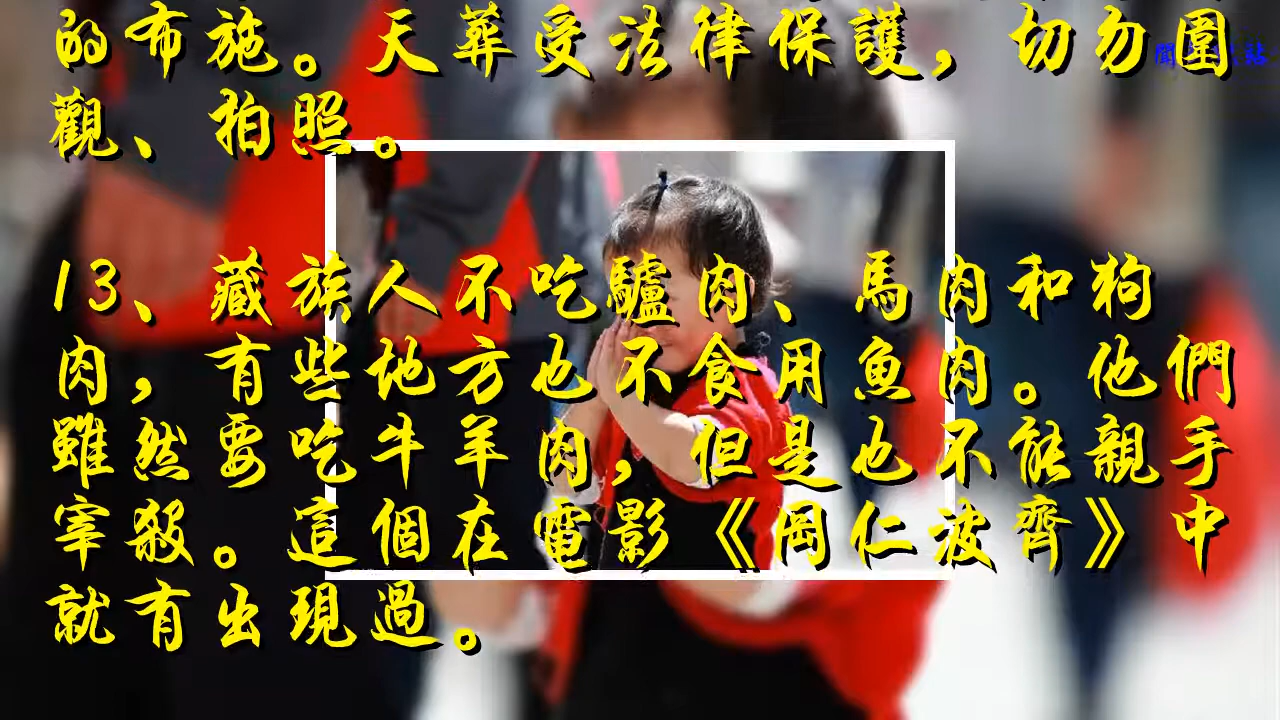 的布施。天葬受法律保護，切勿圍
觀、拍照。
13、藏族人不吃驢肉、馬肉和狗
肉，有些地方也不食用魚肉。他們
雖然要吃牛羊肉，但是也不能親手
宰殺。這個在電影《岡仁波齊》中
就有出現過。